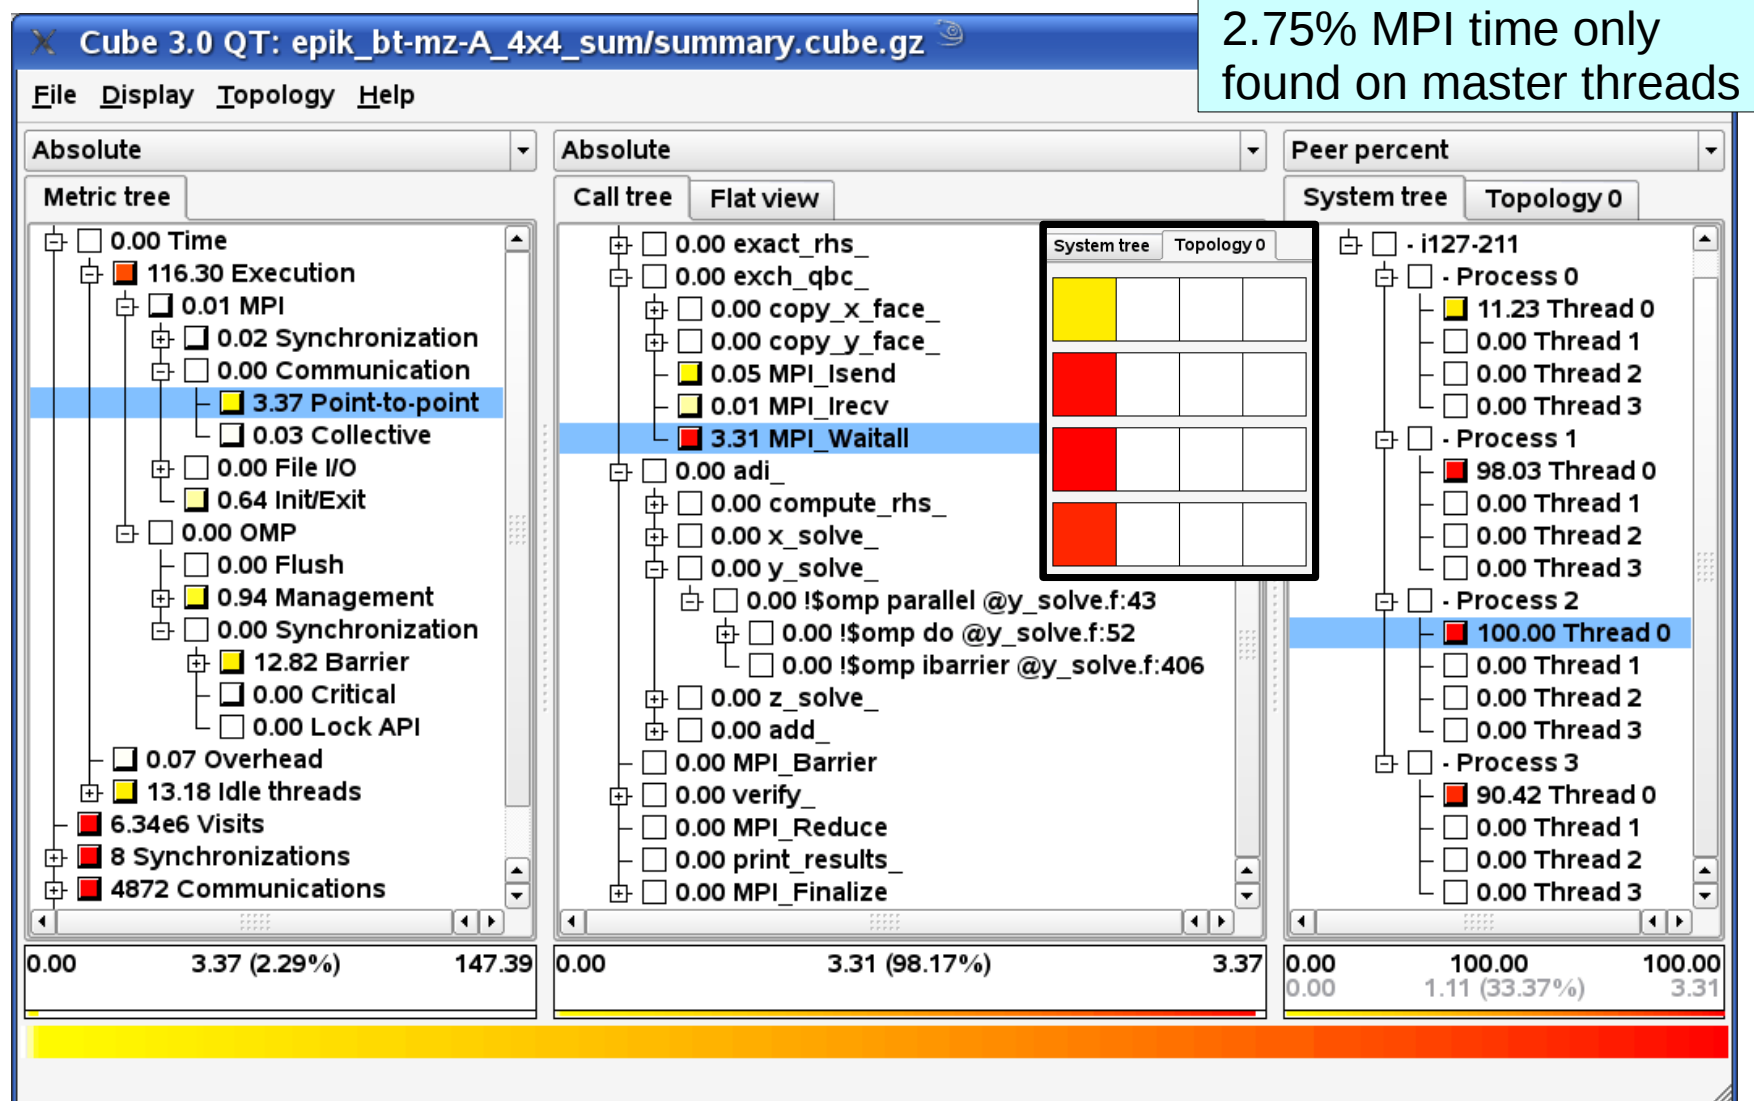 2.75% MPI time only
found on master threads
Cube 3.0 QT: epik_bt-mz-A_4x4_sum/summary.cube.gz
File Display Topology Help
Absolute
Metric tree
0.00 Time
116.30 Execution
0.01 MPI
0.02 Synchronization
0.00 Communication
3.37 Point-to-point
0.03 Collective
0.00 File I/O
0.64 Init/Exit
0.00 OMP
0.00 Flush
0.94 Management
0.00 Synchronization
12.82 Barrier
0.00 Critical
0.00 Lock API
0.07 Overhead
13.18 Idle threads
6.34e6 Visits
8 Synchronizations
4872 Communications
0.00 3.37 (2.29%) 147.39
Absolute
Call tree Flat view
0.00 exact_rhs_
0.00 exch_qbc_
0.00 copy_x_face_
0.00 copy_y_face_
0.05 MPI_Isend
0.01 MPI_Irecv
3.31 MPI_Waitall
0.00 adi_
0.00 compute_rhs_
0.00 x_solve_
0.00 y_solve_
0.00 !$omp parallel @y_solve.f:43
0.00 !$omp do @y_solve.f:52
0.00 !$omp ibarrier @y_solve.f:406
0.00 z_solve_
0.00 add_
0.00 MPI_Barrier
0.00 verify_
0.00 MPI_Reduce
0.00 print_results_
0.00 MPI_Finalize
0.00 3.31 (98.17%) 3.37
System tree Topology 0
Peer percent
System tree Topology 0
- i127-211
- Process 0
11.23 Thread 0
0.00 Thread 1
0.00 Thread 2
0.00 Thread 3
- Process 1
98.03 Thread 0
0.00 Thread 1
0.00 Thread 2
0.00 Thread 3
- Process 2
100.00 Thread 0
0.00 Thread 1
0.00 Thread 2
0.00 Thread 3
- Process 3
90.42 Thread 0
0.00 Thread 1
0.00 Thread 2
0.00 Thread 3
0.00 100.00 100.00
0.00 1.11 (33.37%) 3.31